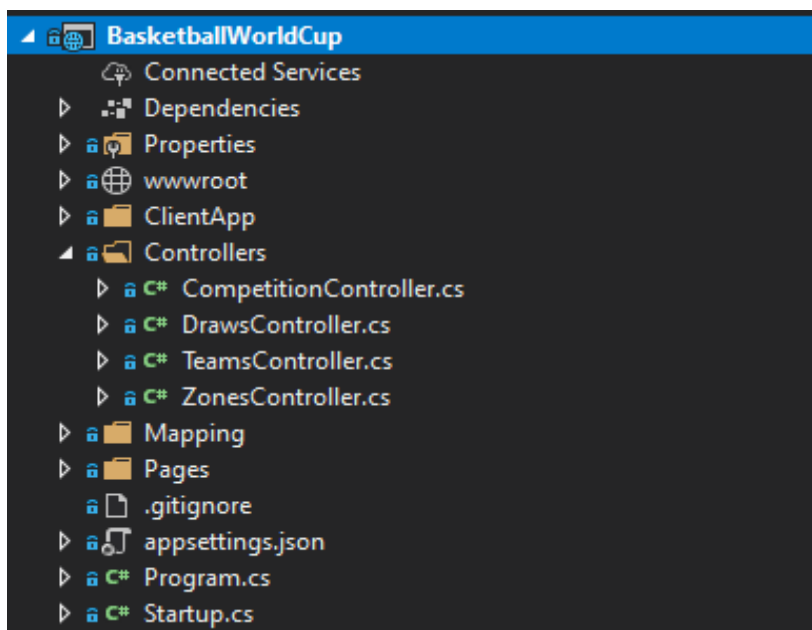 BasketballWorldCup
Connected Services
Dependencies
Properties
wwwroot
ClientApp
Controllers
C# CompetitionController.cs
C# DrawsController.cs
C# TeamsController.cs
C# ZonesController.cs
Mapping
Pages
.gitignore
appsettings.json
C# Program.cs
C# Startup.cs